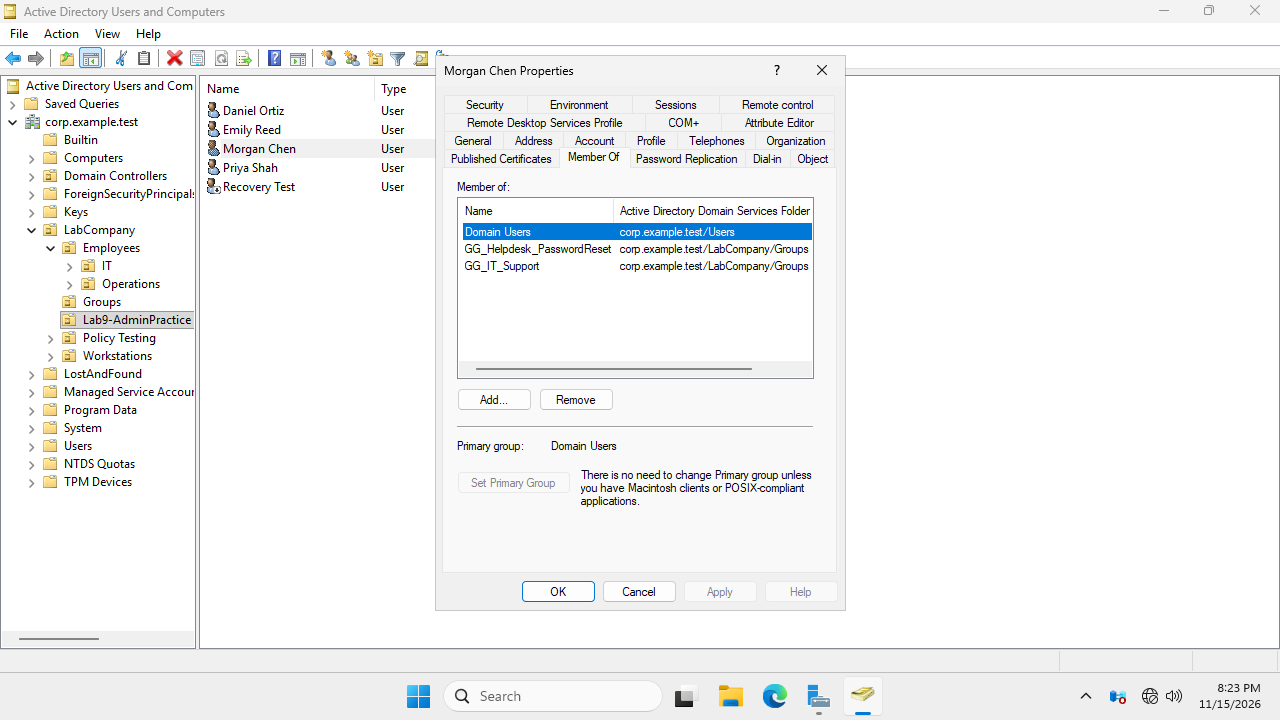 Active Directory Users and Computers
File Action View Help
Active Directory Users and Com
Saved Queries
corp.example.test
Builtin
Computers
Domain Controllers
ForeignSecurityPrincipals
Keys
LabCompany
Employees
IT
Operations
Groups
Lab9-AdminPractice
Policy Testing
Workstations
LostAndFound
Managed Service Accour
Program Data
System
Users
NTDS Quotas
TPM Devices
Name Type
Daniel Ortiz User
Emily Reed User
Morgan Chen User
Priya Shah User
Recovery Test User
Morgan Chen Properties
?
Security Environment Sessions Remote control
Remote Desktop Services Profile COM+ Attribute Editor
General Address Account Profile Telephones Organization
Published Certificates Member Of Password Replication Dial-in Object
Member of:
Name Active Directory Domain Services Folder
Domain Users corp.example.test/Users
GG_Helpdesk_PasswordReset corp.example.test/LabCompany/Groups
GG_IT_Support corp.example.test/LabCompany/Groups
Add... Remove
Primary group: Domain Users
Set Primary Group
There is no need to change Primary group unless
you have Macintosh clients or POSIX-compliant
applications.
OK Cancel Apply Help
Search
8:23 PM
11/15/2026